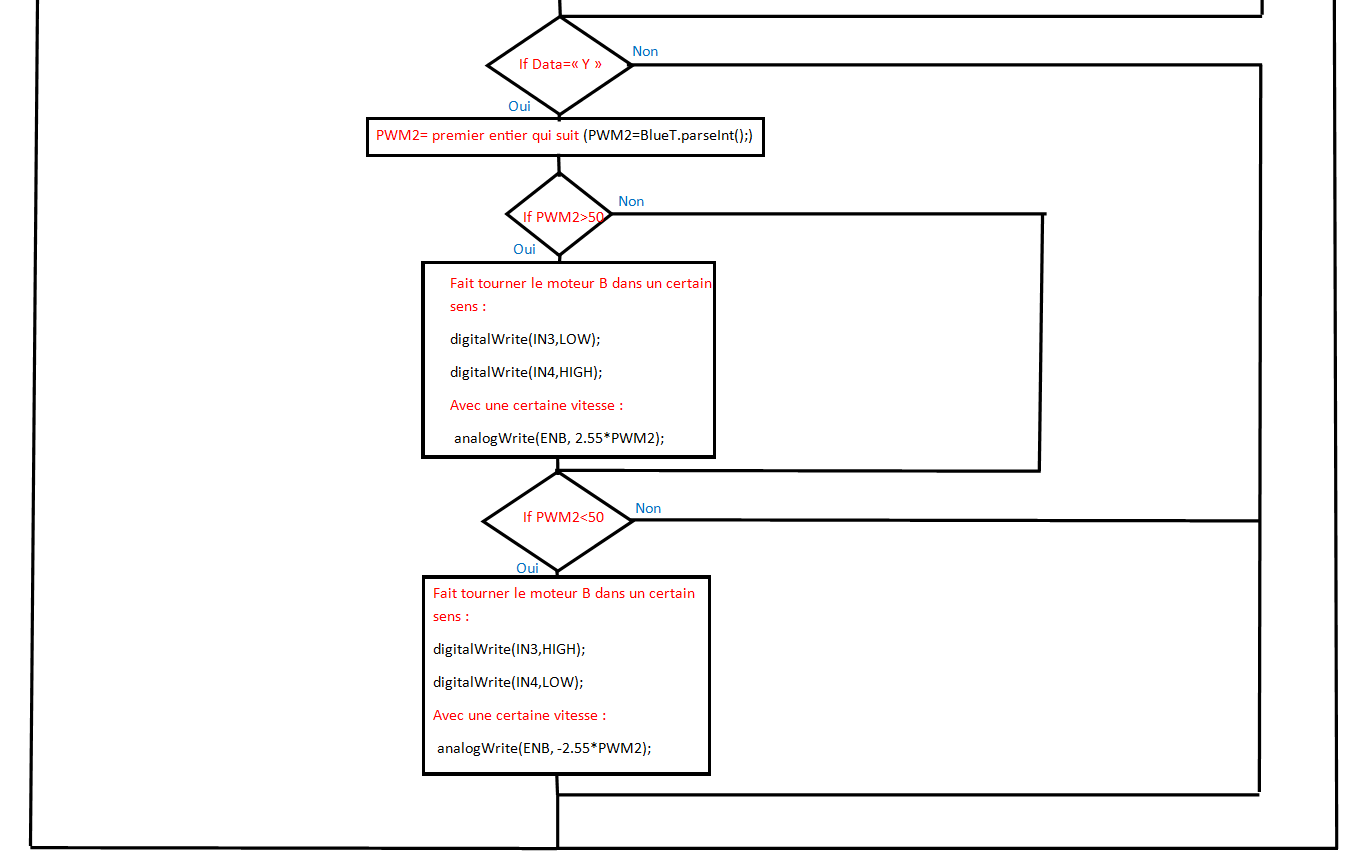 Non
If Data=« Y »
Oui
PWM2= premier entier qui suit (PWM2=BlueT.parseInt();)
Non
If PWM2>50
Oui
Fait tourner le moteur B dans un certain
sens :
digitalWrite(IN3,LOW);
digitalWrite(IN4,HIGH);
Avec une certaine vitesse :
analogWrite(ENB, 2.55*PWM2);
Non
If PWM2<50
Oui
Fait tourner le moteur B dans un certain
sens :
digitalWrite(IN3,HIGH);
digitalWrite(IN4,LOW);
Avec une certaine vitesse :
analogWrite(ENB, -2.55*PWM2);